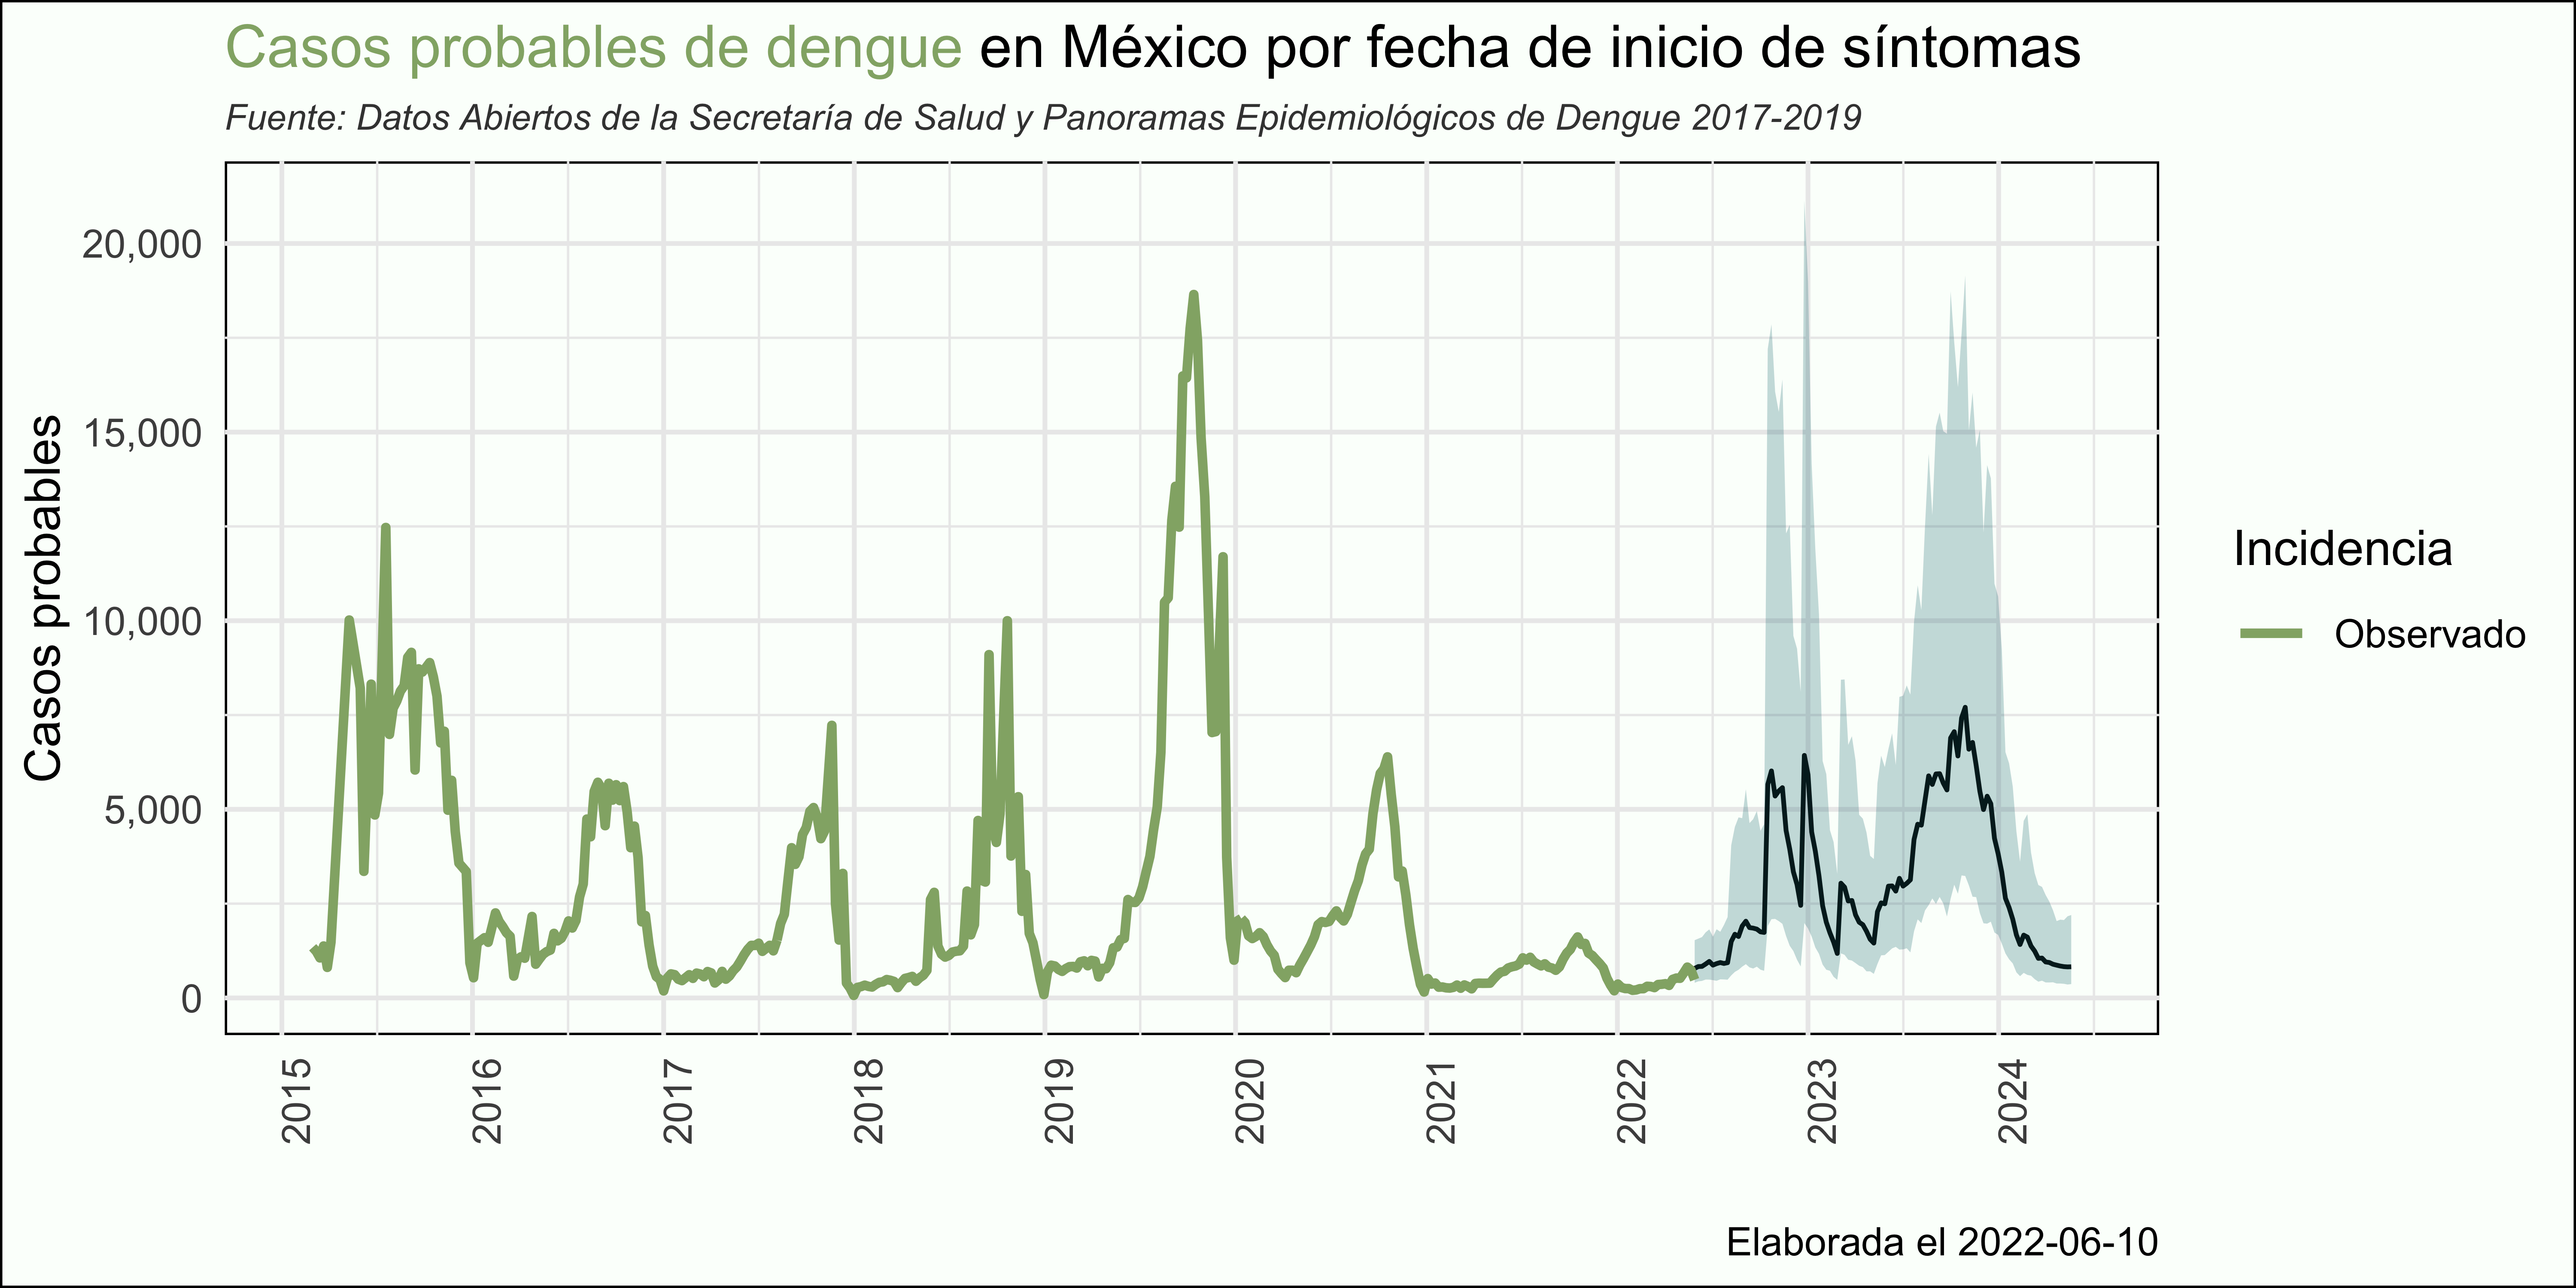 Casos probables de dengue en México por fecha de inicio de síntomas
Fuente: Datos Abiertos de la Secretaría de Salud y Panoramas Epidemiológicos de Dengue 2017-2019
Casos probables
20,000
15,000
10,000
5,000
0
2015
2016
2017
2018
2019
2020
2021
2022
2023
2024
Incidencia
Observado
Elaborada el 2022-06-10